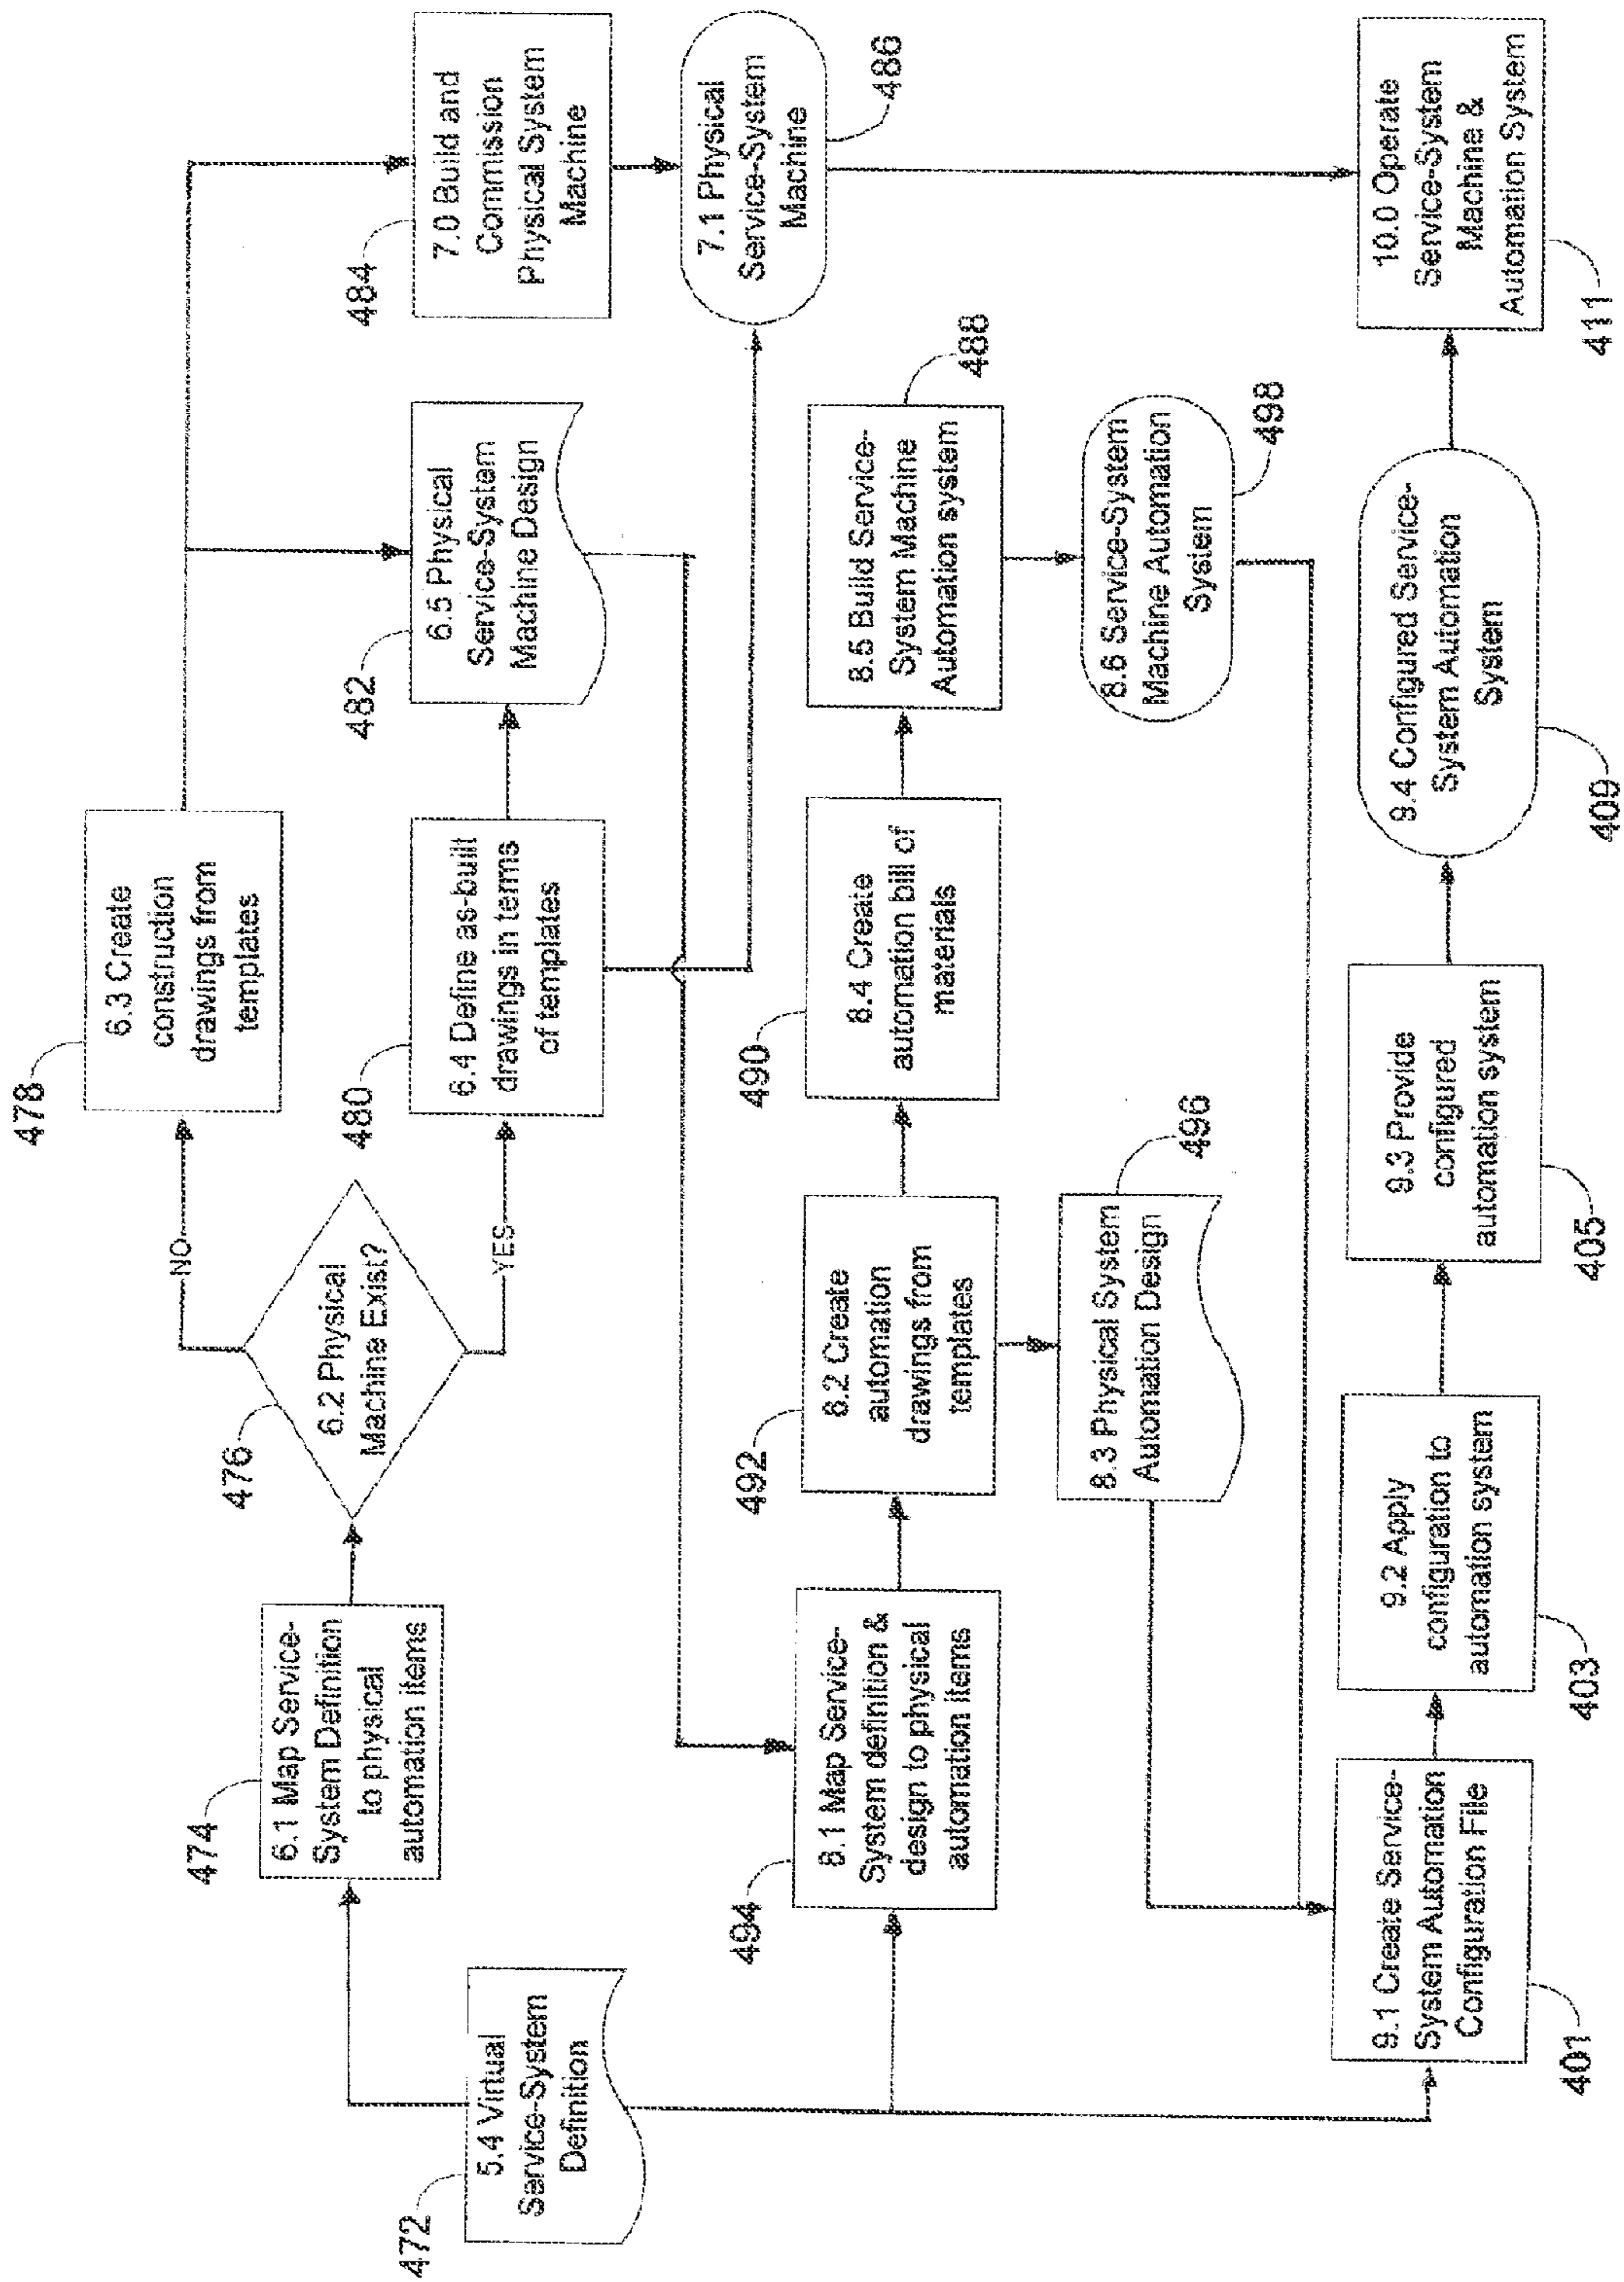 472
5.4 Virtual
Service-System
Definition
474
6.1 Map Service-
System Definition
to physical
automation items
476
6.2 Physical
Machine Exist?
NO
YES
478
6.3 Create
construction
drawings from
templates
480
6.4 Define as-built
drawings in terms
of templates
482
6.5 Physical
Service-System
Machine Design
484
7.0 Build and
Commission
Physical System
Machine
7.1 Physical
Service-System
Machine
486
494
8.1 Map Service-
System definition &
design to physical
automation items
492
8.2 Create
automation
drawings from
templates
8.3 Physical System
Automation Design
496
490
8.4 Create
automation bill of
materials
8.5 Build Service-
System Machine
Automation system
488
8.6 Service-System
Machine Automation
System
498
9.1 Create Service-
System Automation
Configuration File
401
9.2 Apply
configuration to
automation system
403
9.3 Provide
configured
automation system
405
9.4 Configured Service-
System Automation
System
409
10.0 Operate
Service-System
Machine &
Automation System
411